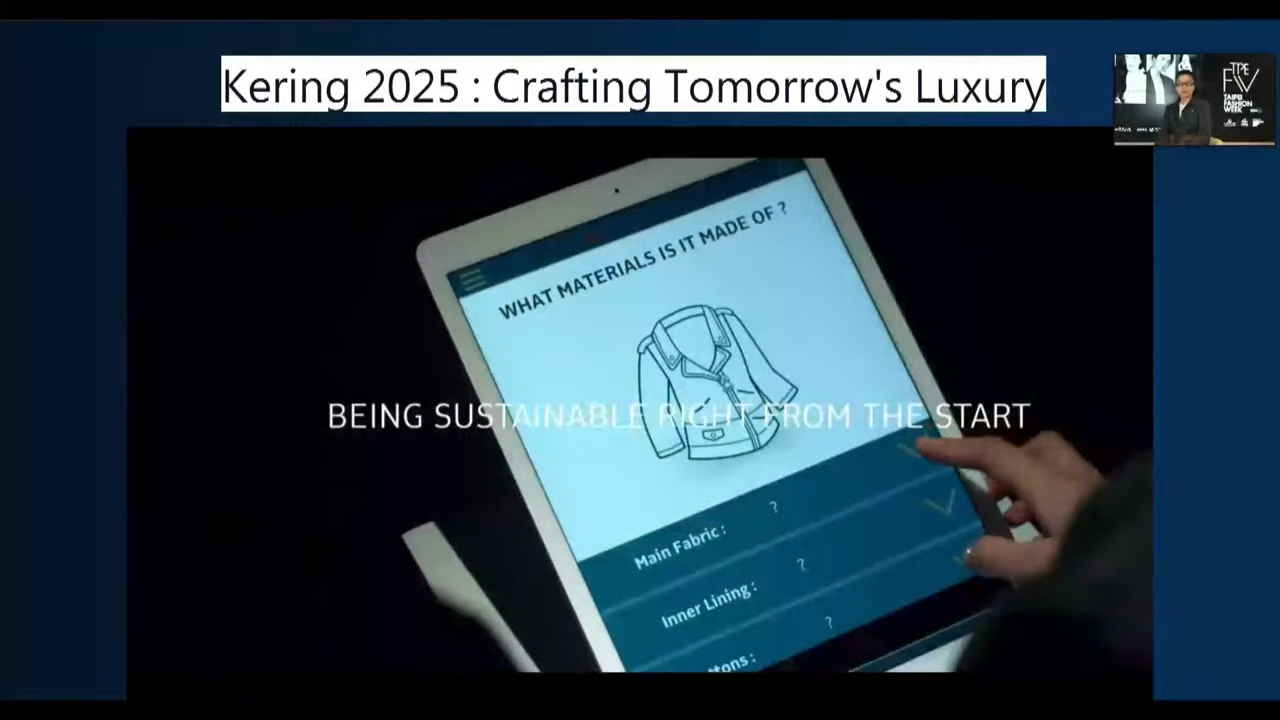 Kering 2025 : Crafting Tomorrow's Luxury
TPE
FW
TAIPEI
FASHION
WEEK
WHAT MATERIALS IS IT MADE OF ?
BEING SUSTAINABLE RIGHT FROM THE START
Main Fabric : ?
Inner Lining : ?
ttons : ?